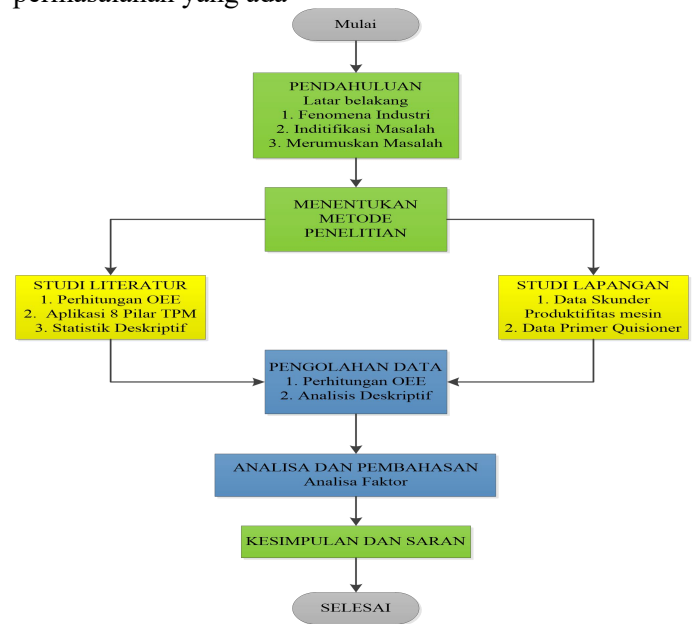 permasalahan yang ada
Mulai
PENDAHULUAN
Latar belakang
1. Fenomena Industri
2. Inditifikasi Masalah
3. Merumuskan Masalah
MENENTUKAN
METODE
PENELITIAN
STUDI LITERATUR
1. Perhitungan OEE
2. Aplikasi 8 Pilar TPM
3. Statistik Deskriptif
STUDI LAPANGAN
1. Data Skunder
Produktifitas mesin
2. Data Primer Quisioner
PENGOLAHAN DATA
1. Perhitungan OEE
2. Analisis Deskriptif
ANALISA DAN PEMBAHASAN
Analisa Faktor
KESIMPULAN DAN SARAN
SELESAI